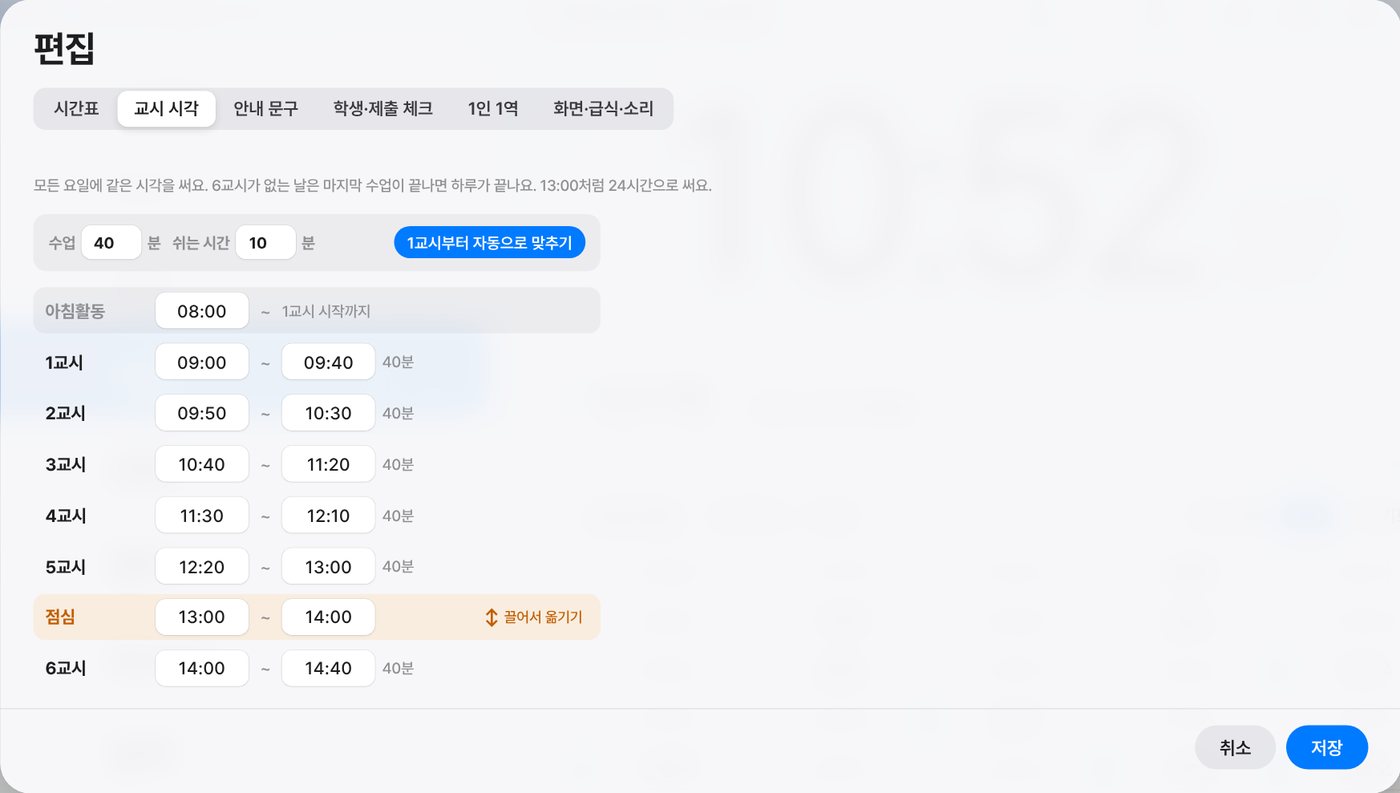 편집
시간표 교시 시각 안내 문구 학생·제출 체크 1인 1역 화면·급식·소리
모든 요일에 같은 시각을 써요. 6교시가 없는 날은 마지막 수업이 끝나면 하루가 끝나요. 13:00처럼 24시간으로 써요.
수업 40 분 쉬는 시간 10 분 1교시부터 자동으로 맞추기
아침활동 08:00 ~ 1교시 시작까지
1교시 09:00 ~ 09:40 40분
2교시 09:50 ~ 10:30 40분
3교시 10:40 ~ 11:20 40분
4교시 11:30 ~ 12:10 40분
5교시 12:20 ~ 13:00 40분
점심 13:00 ~ 14:00 끌어서 옮기기
6교시 14:00 ~ 14:40 40분
취소 저장
10:52